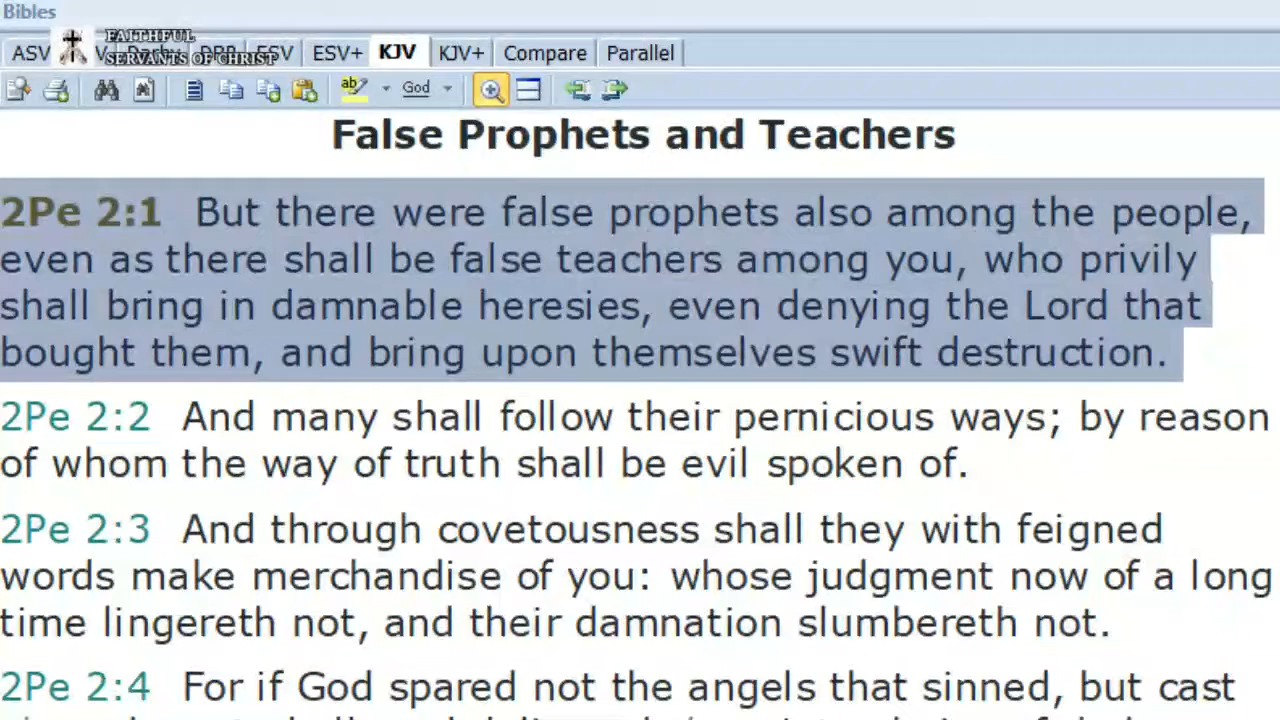 Bibles
FAITHFUL
SERVANTS OF CHRIST
ASV Darby DRB ESV ESV+ KJV KJV+ Compare Parallel
ab God
False Prophets and Teachers
2Pe 2:1 But there were false prophets also among the people,
even as there shall be false teachers among you, who privily
shall bring in damnable heresies, even denying the Lord that
bought them, and bring upon themselves swift destruction.
2Pe 2:2 And many shall follow their pernicious ways; by reason
of whom the way of truth shall be evil spoken of.
2Pe 2:3 And through covetousness shall they with feigned
words make merchandise of you: whose judgment now of a long
time lingereth not, and their damnation slumbereth not.
2Pe 2:4 For if God spared not the angels that sinned, but cast